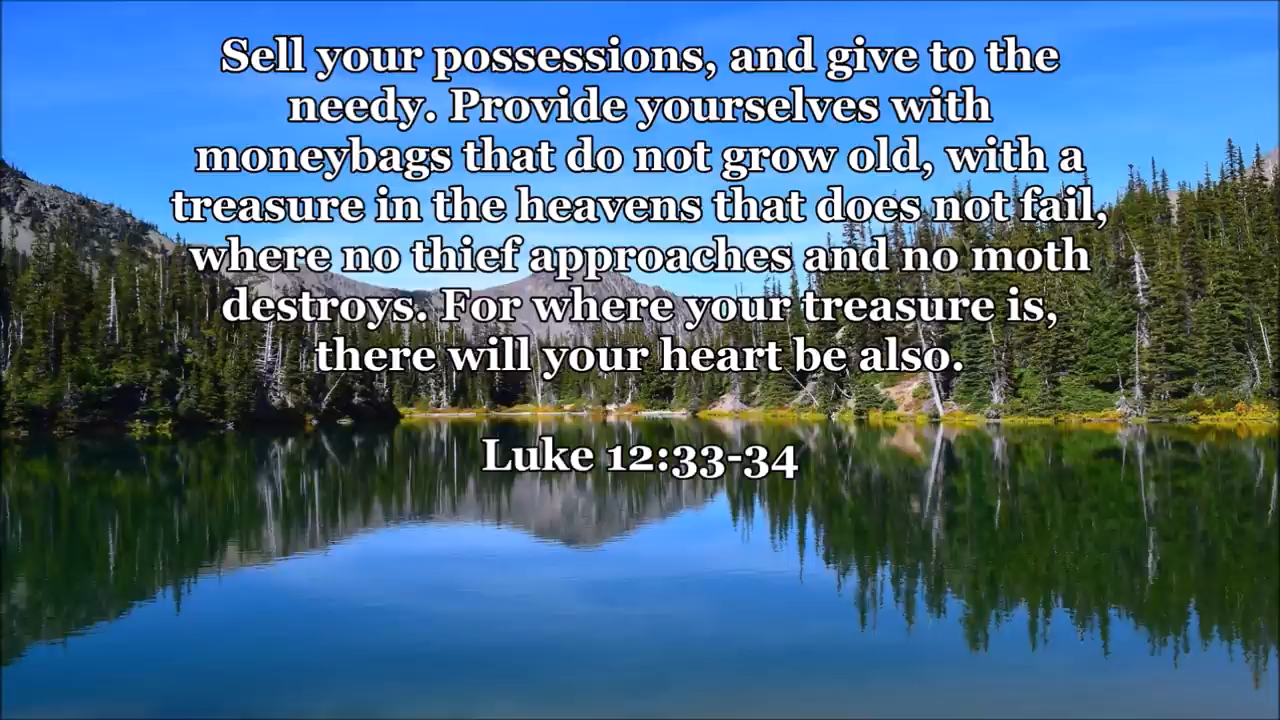 Sell your possessions, and give to the
needy. Provide yourselves with
moneybags that do not grow old, with a
treasure in the heavens that does not fail,
where no thief approaches and no moth
destroys. For where your treasure is,
there will your heart be also.
Luke 12:33-34